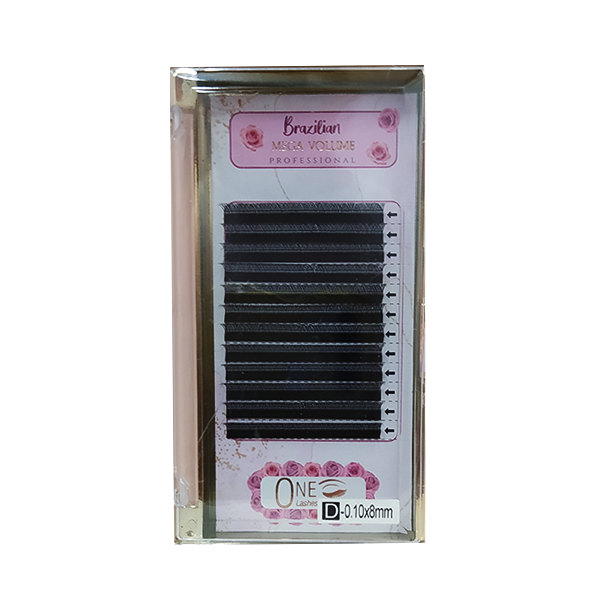 Brazilian
MEGA VOLUME
PROFESSIONAL
ONE
Lashes
D-0.10x8mm